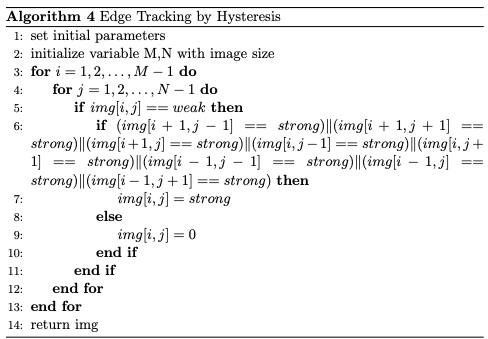 Algorithm 4 Edge Tracking by Hysteresis
1: set initial parameters
2: initialize variable M,N with image size
3: for i = 1, 2, . . . , M − 1 do
4: for j = 1, 2, . . . , N − 1 do
5: if img[i, j] == weak then
6: if (img[i + 1, j − 1] == strong)‖(img[i + 1, j + 1] ==
strong)‖(img[i+1, j] == strong)‖(img[i, j−1] == strong)‖(img[i, j+
1] == strong)‖(img[i − 1, j − 1] == strong)‖(img[i − 1, j] ==
strong)‖(img[i − 1, j + 1] == strong) then
7: img[i, j] = strong
8: else
9: img[i, j] = 0
10: end if
11: end if
12: end for
13: end for
14: return img